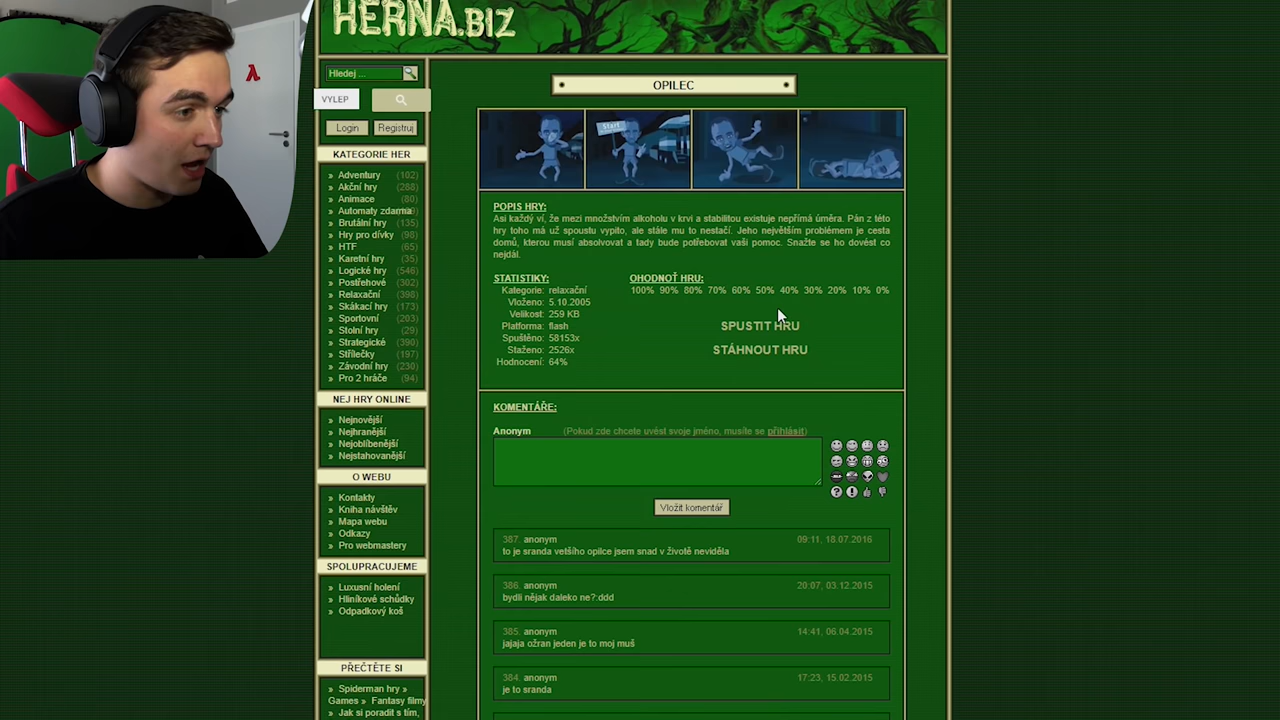 HERNA.BIZ
Hledej ...
VYLEP
Login Registruj
KATEGORIE HER
» Adventury (102)
» Akční hry (288)
» Animace (80)
» Automaty zdarma
» Brutální hry (135)
» Hry pro dívky (98)
» HTF (65)
» Karetní hry (35)
» Logické hry (546)
» Postřehové (302)
» Relaxační (398)
» Skákací hry (173)
» Sportovní (203)
» Stolní hry (29)
» Strategické (390)
» Střílečky (197)
» Závodní hry (230)
» Pro 2 hráče (94)
NEJ HRY ONLINE
» Nejnovější
» Nejhranější
» Nejoblíbenější
» Nejstahovanější
O WEBU
» Kontakty
» Kniha návštěv
» Mapa webu
» Odkazy
» Pro webmastery
SPOLUPRACUJEME
» Luxusní holení
» Hliníkové schůdky
» Odpadkový koš
PŘEČTĚTE SI
» Spiderman hry »
Games » Fantasy filmy
» Jak si poradit s tím,
OPILEC
Start
POPIS HRY:
Asi každý ví, že mezi množstvím alkoholu v krvi a stabilitou existuje nepřímá úměra. Pán z této
hry toho má už spoustu vypito, ale stále mu to nestačí. Jeho největším problémem je cesta
domů, kterou musí absolvovat a tady bude potřebovat vaši pomoc. Snažte se ho dovést co
nejdál.
STATISTIKY:
Kategorie: relaxační
Vloženo: 5.10.2005
Velikost: 259 KB
Platforma: flash
Spuštěno: 58153x
Staženo: 2526x
Hodnocení: 64%
OHODNOŤ HRU:
100% 90% 80% 70% 60% 50% 40% 30% 20% 10% 0%
SPUSTIT HRU
STÁHNOUT HRU
KOMENTÁŘE:
Anonym (Pokud zde chcete uvést svoje jméno, musíte se přihlásit)
Vložit komentář
387. anonym 09:11, 18.07.2016
to je sranda vetšího opilce jsem snad v životě neviděla
386. anonym 20:07, 03.12.2015
bydli nějak daleko ne?:ddd
385. anonym 14:41, 06.04.2015
jajaja ožran jeden je to moj muš
384. anonym 17:23, 15.02.2015
je to sranda